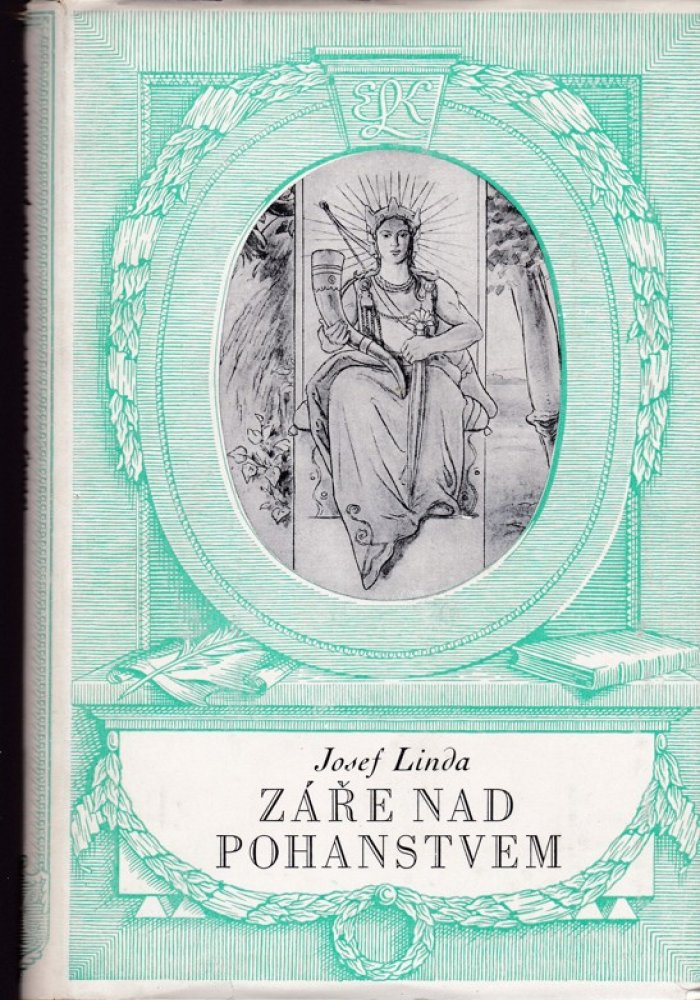 ELK
Josef Linda
ZÁŘE NAD
POHANSTVEM